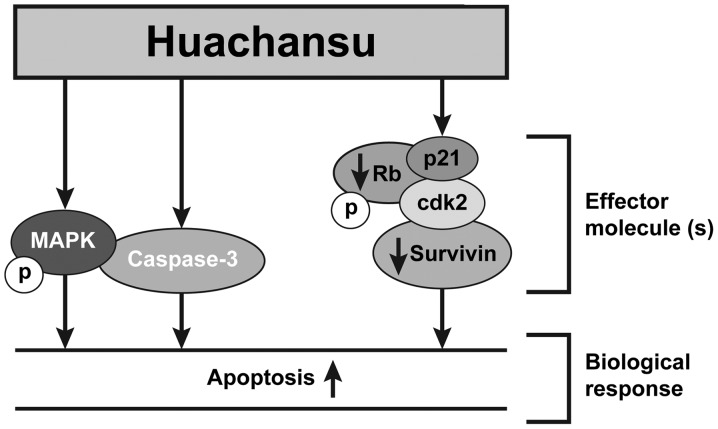 Huachansu
p21
Rb
p
cdk2
Survivin
MAPK
p
Caspase-3
Effector
molecule (s)
Apoptosis
Biological
response